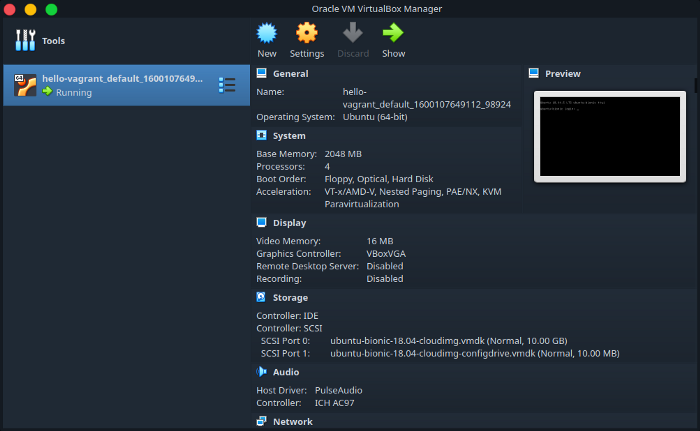 Oracle VM VirtualBox Manager
Tools
New
Settings
Discard
Show
64
hello-vagrant_default_1600107649...
Running
General
Name: hello-
vagrant_default_1600107649112_98924
Operating System: Ubuntu (64-bit)
Preview
System
Base Memory: 2048 MB
Processors: 4
Boot Order: Floppy, Optical, Hard Disk
Acceleration: VT-x/AMD-V, Nested Paging, PAE/NX, KVM
Paravirtualization
Display
Video Memory: 16 MB
Graphics Controller: VBoxVGA
Remote Desktop Server: Disabled
Recording: Disabled
Storage
Controller: IDE
Controller: SCSI
SCSI Port 0: ubuntu-bionic-18.04-cloudimg.vmdk (Normal, 10.00 GB)
SCSI Port 1: ubuntu-bionic-18.04-cloudimg-configdrive.vmdk (Normal, 10.00 MB)
Audio
Host Driver: PulseAudio
Controller: ICH AC97
Network